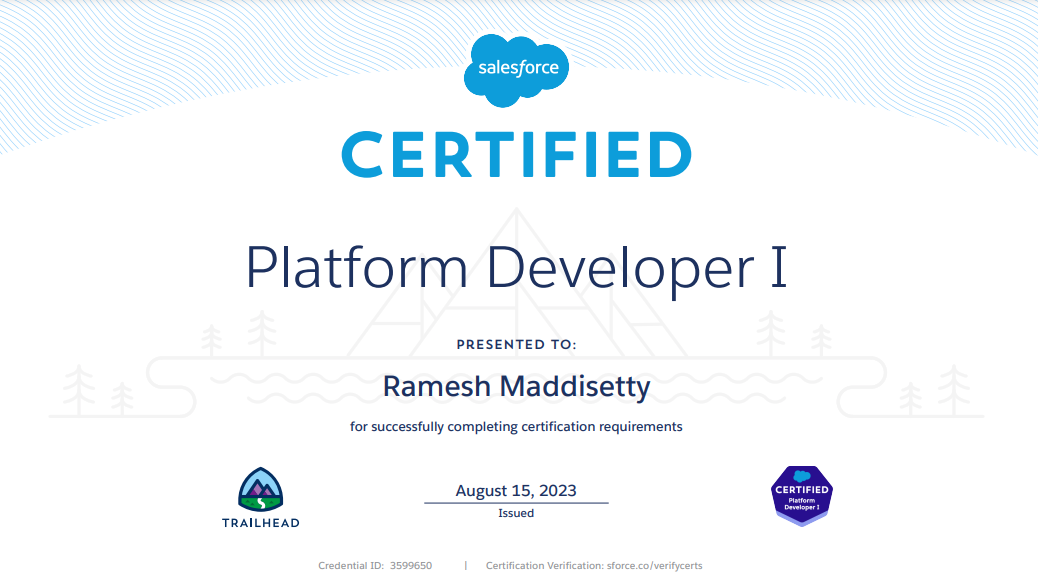 salesforce
CERTIFIED
Platform Developer I
PRESENTED TO:
Ramesh Maddisetty
for successfully completing certification requirements
TRAILHEAD
August 15, 2023
Issued
CERTIFIED
Platform
Developer I
Credential ID: 3599650 | Certification Verification: sforce.co/verifycerts